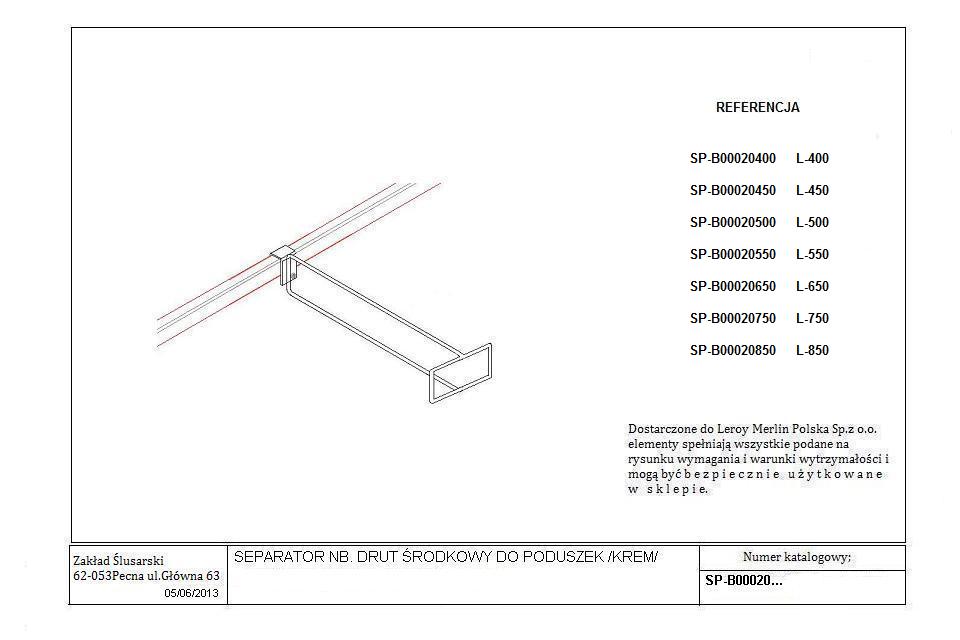 REFERENCJA
SP-B00020400 L-400
SP-B00020450 L-450
SP-B00020500 L-500
SP-B00020550 L-550
SP-B00020650 L-650
SP-B00020750 L-750
SP-B00020850 L-850
Dostarczone do Leroy Merlin Polska Sp.z o.o.
elementy spełniają wszystkie podane na
rysunku wymagania i warunki wytrzymałości i
mogą być b e z p i e c z n i e u ż y t k o w a n e
w s k l e p i e.
Zakład Ślusarski
62-053Pecna ul.Główna 63
05/06/2013
SEPARATOR NB. DRUT ŚRODKOWY DO PODUSZEK /KREM/
Numer katalogowy;
SP-B00020...